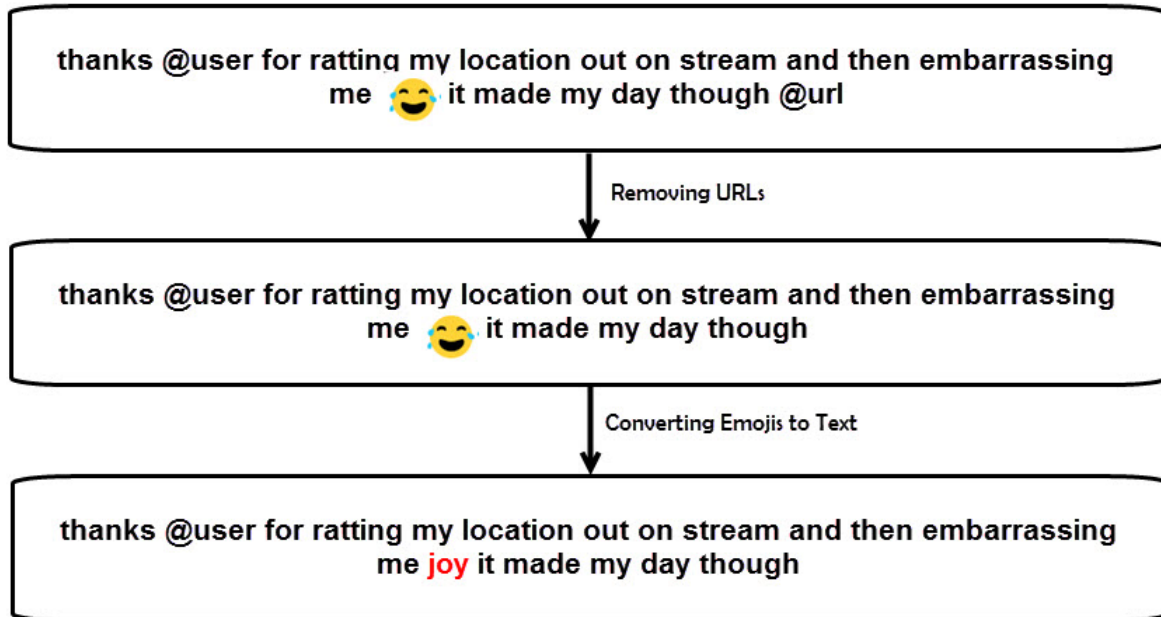 thanks @user for ratting my location out on stream and then embarrassing
me 😂 it made my day though @url
Removing URLs
thanks @user for ratting my location out on stream and then embarrassing
me 😂 it made my day though
Converting Emojis to Text
thanks @user for ratting my location out on stream and then embarrassing
me joy it made my day though